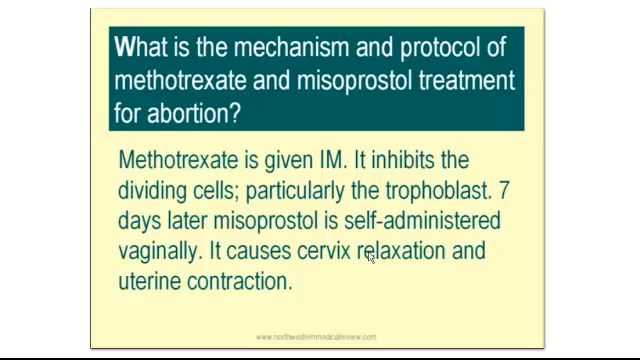 What is the mechanism and protocol of
methotrexate and misoprostol treatment
for abortion?
Methotrexate is given IM. It inhibits the
dividing cells; particularly the trophoblast. 7
days later misoprostol is self-administered
vaginally. It causes cervix relaxation and
uterine contraction.
www.northwesternmedicalreview.com